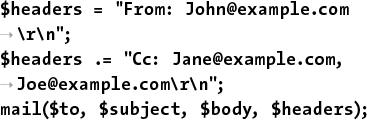 $headers = "From: John@example.com
→ \r\n";
$headers .= "Cc: Jane@example.com,
→ Joe@example.com\r\n";
mail($to, $subject, $body, $headers);